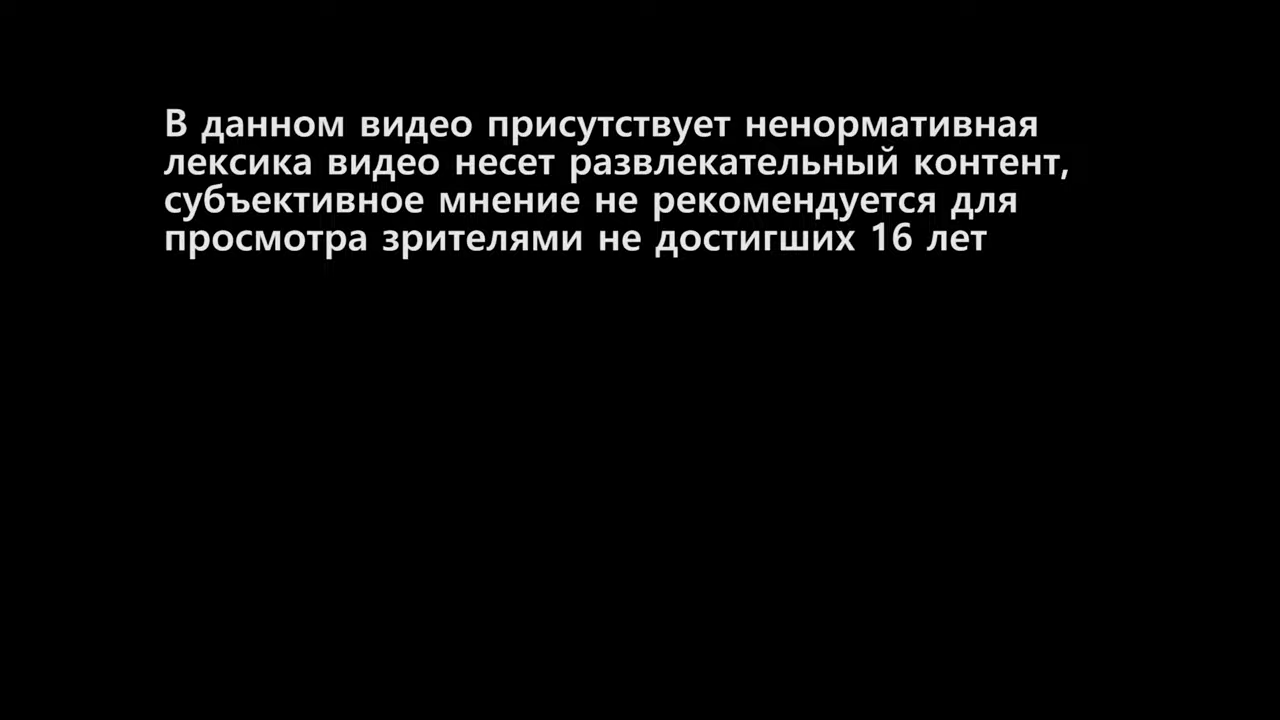 В данном видео присутствует ненормативная
лексика видео несет развлекательный контент,
субъективное мнение не рекомендуется для
просмотра зрителями не достигших 16 лет